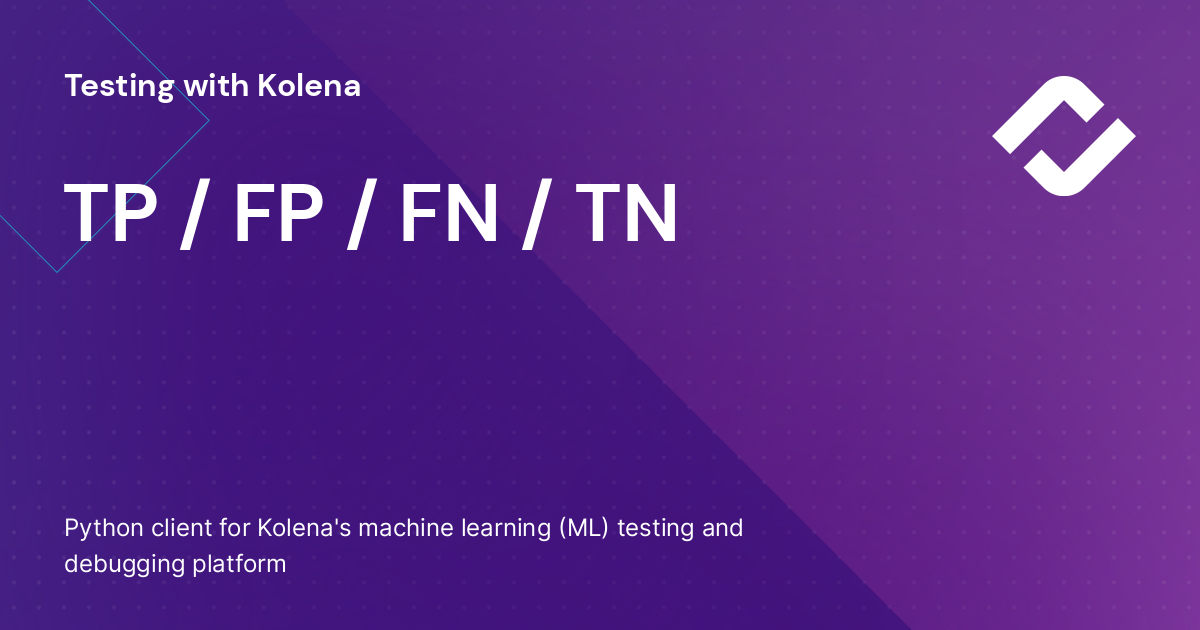 Testing with Kolena
TP / FP / FN / TN
Python client for Kolena's machine learning (ML) testing and
debugging platform